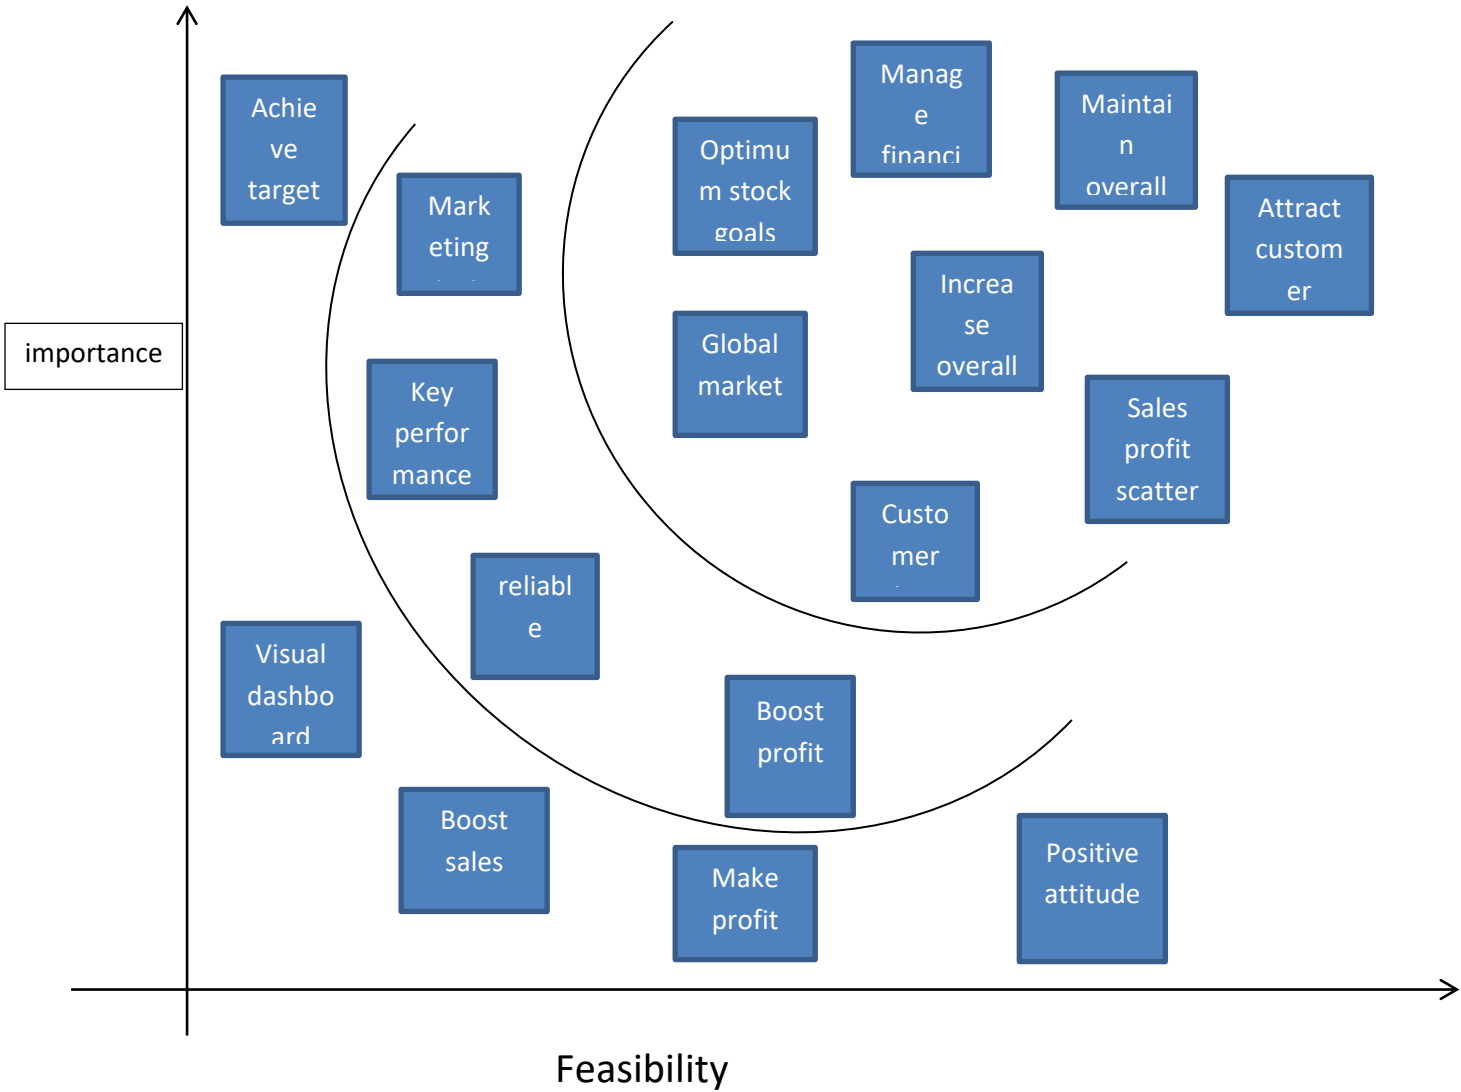 Achie
ve
target
Mark
eting
Optimu
m stock
goals
Manag
e
financi
Maintai
n
overall
Attract
custom
er
importance
Key
perfor
mance
Global
market
Increa
se
overall
Sales
profit
scatter
Custo
mer
reliabl
e
Visual
dashbo
ard
Boost
profit
Boost
sales
Make
profit
Positive
attitude
Feasibility